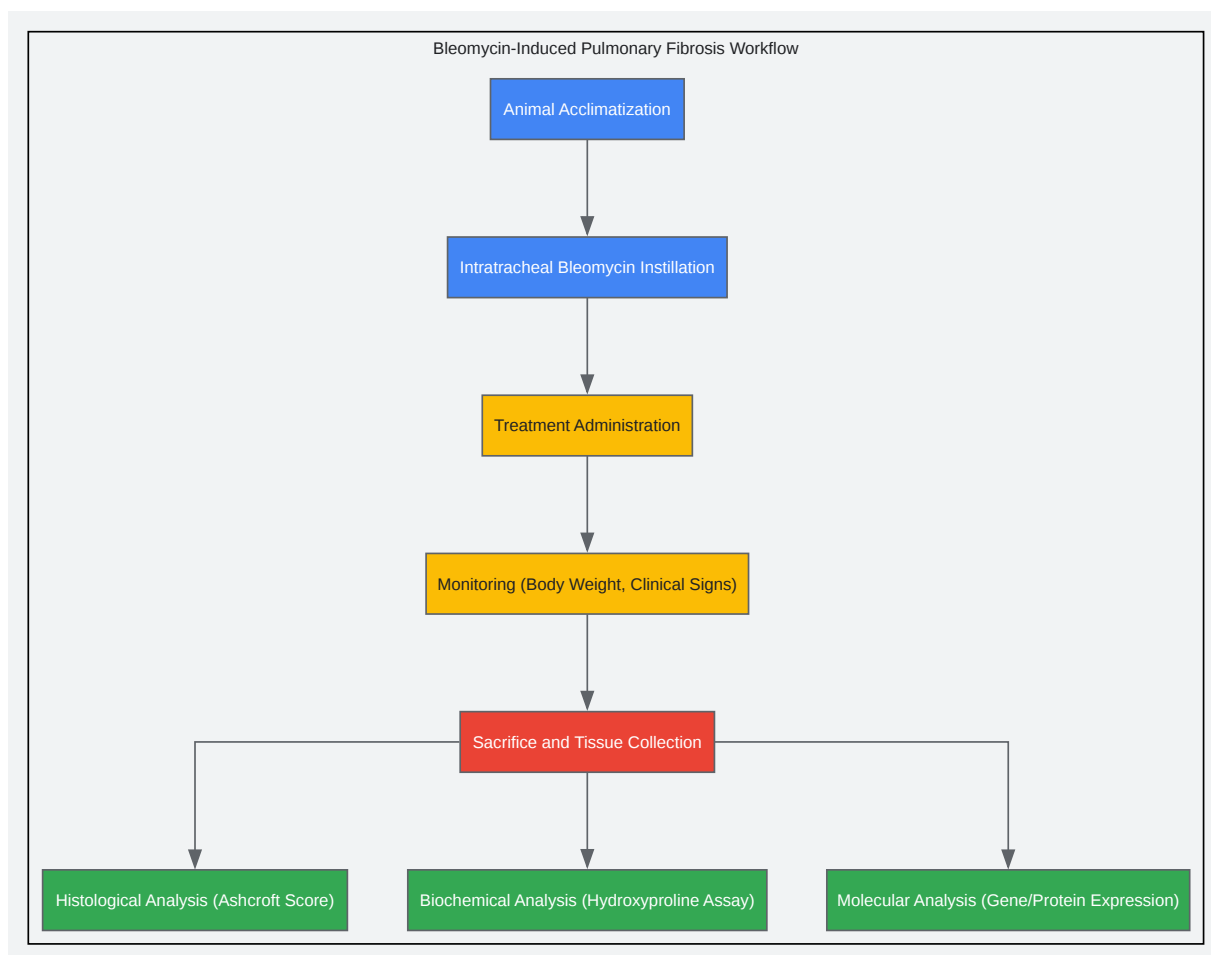 Bleomycin-Induced Pulmonary Fibrosis Workflow
Animal Acclimatization
Intratracheal Bleomycin Instillation
Treatment Administration
Monitoring (Body Weight, Clinical Signs)
Sacrifice and Tissue Collection
Histological Analysis (Ashcroft Score)
Biochemical Analysis (Hydroxyproline Assay)
Molecular Analysis (Gene/Protein Expression)